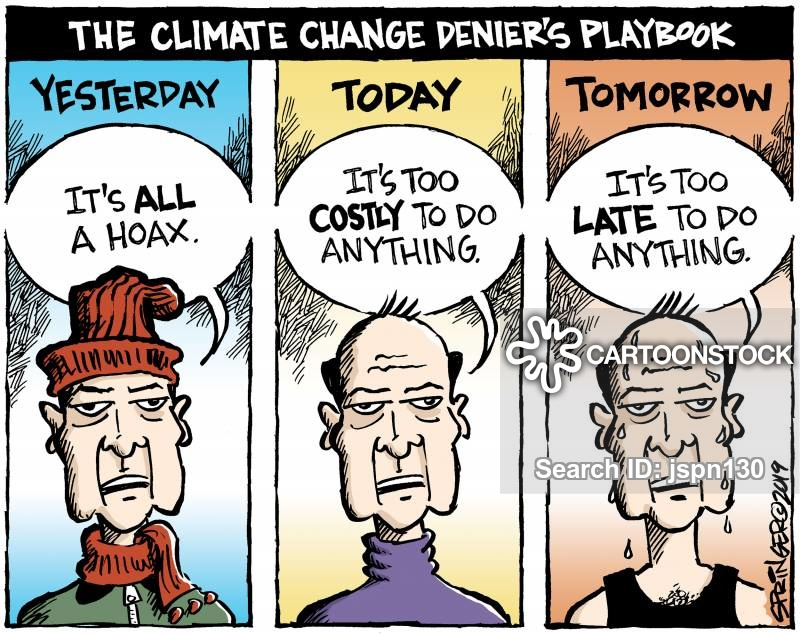 THE CLIMATE CHANGE DENIER'S PLAYBOOK
YESTERDAY
IT'S ALL
A HOAX.
TODAY
IT'S TOO
COSTLY TO DO
ANYTHING.
TOMORROW
IT'S TOO
LATE TO DO
ANYTHING.
CARTOONSTOCK
Search ID: jspn130
SPRINGER©2019